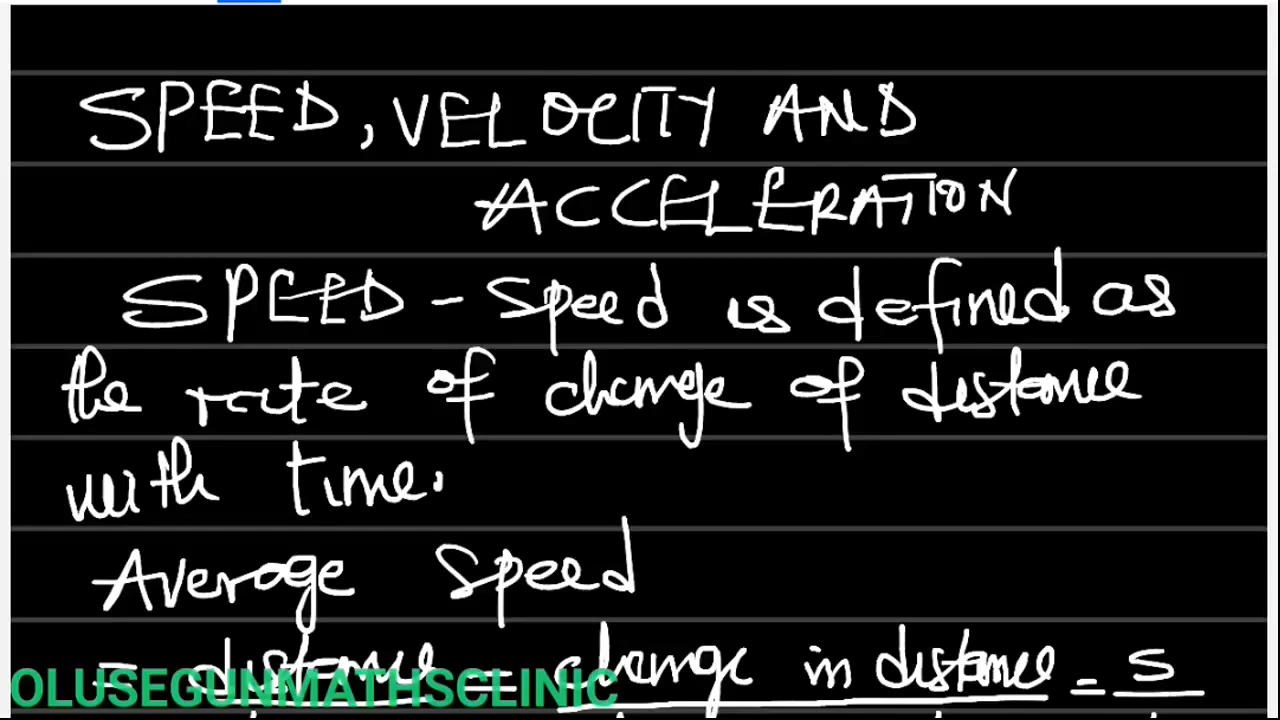 SPEED, VELOCITY AND
ACCELERATION
SPEED - Speed is defined as
the rate of change of distance
with time.
Average Speed
= distance = change in distance = s
OLUSEGUNMATHSCLINIC